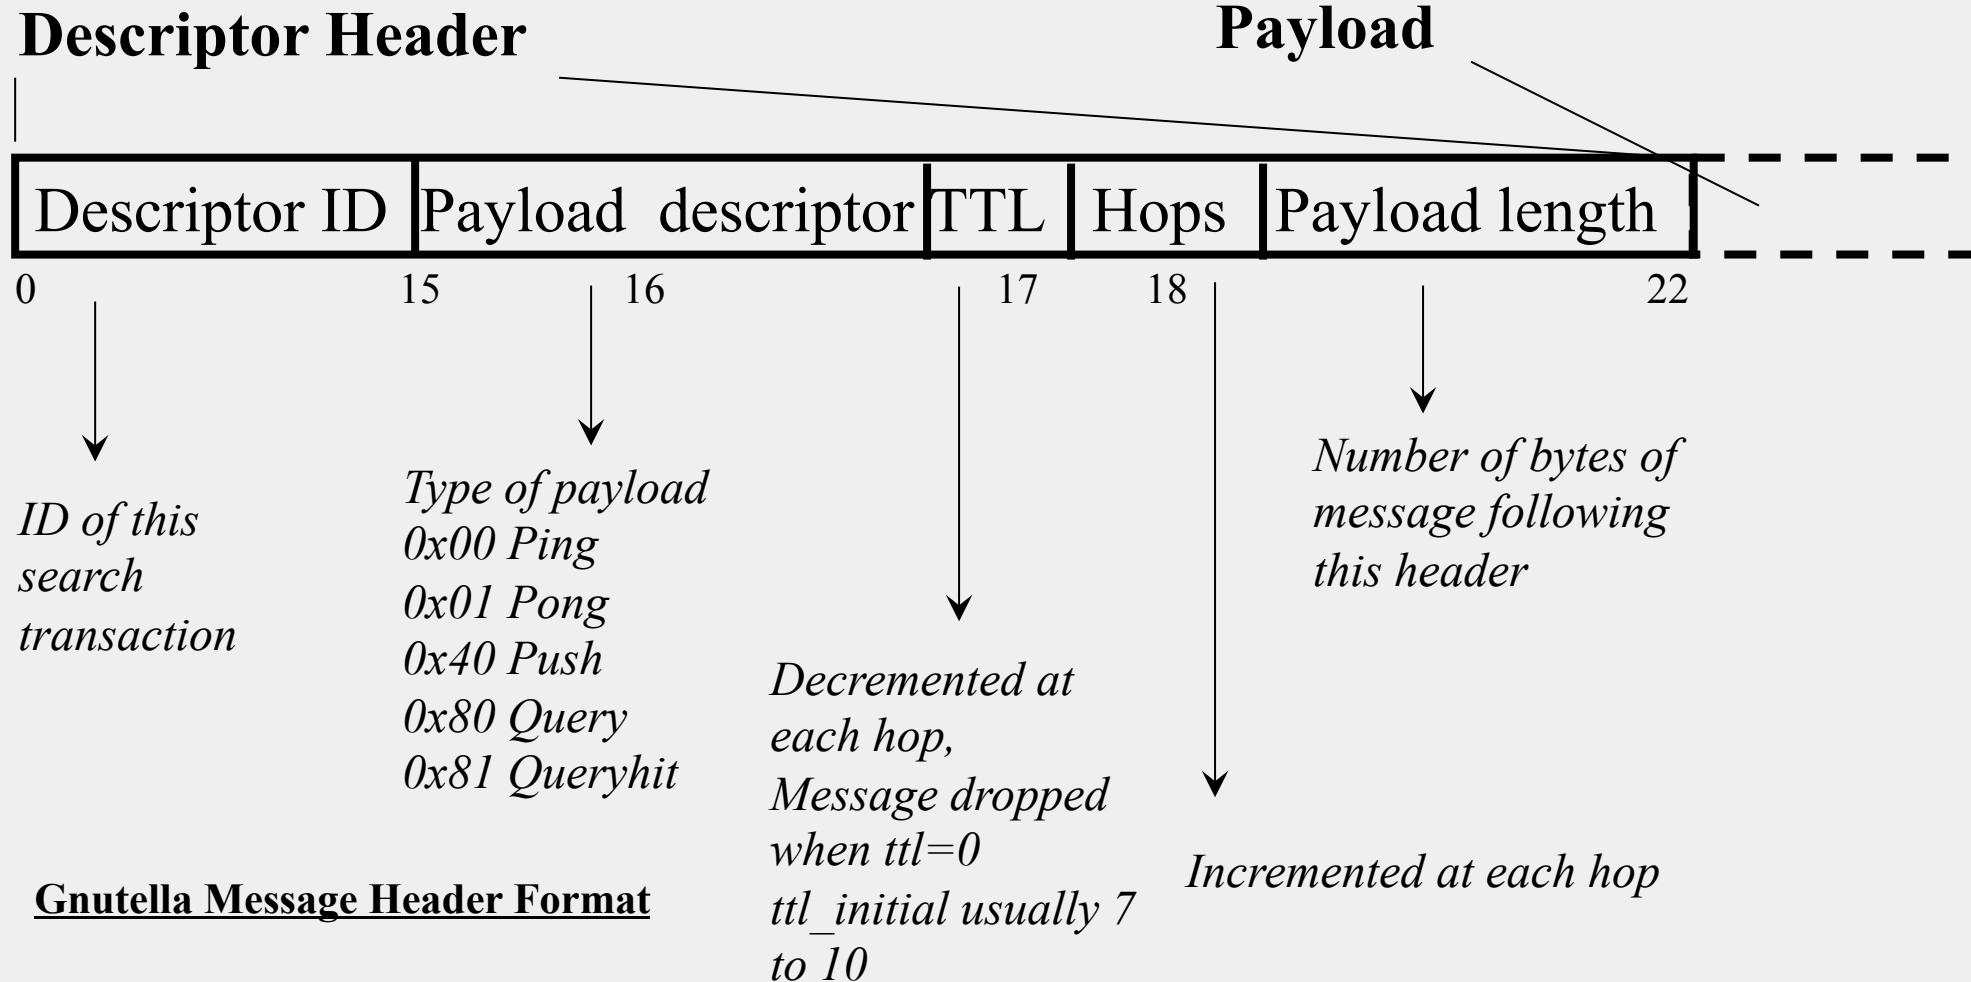 Descriptor Header
Payload
Descriptor ID
Payload descriptor
TTL
Hops
Payload length
0
15
16
17
18
22
ID of this
search
transaction
Type of payload
0x00 Ping
0x01 Pong
0x40 Push
0x80 Query
0x81 Queryhit
Decremented at
each hop,
Message dropped
when ttl=0
ttl_initial usually 7
to 10
Incremented at each hop
Number of bytes of
message following
this header
Gnutella Message Header Format